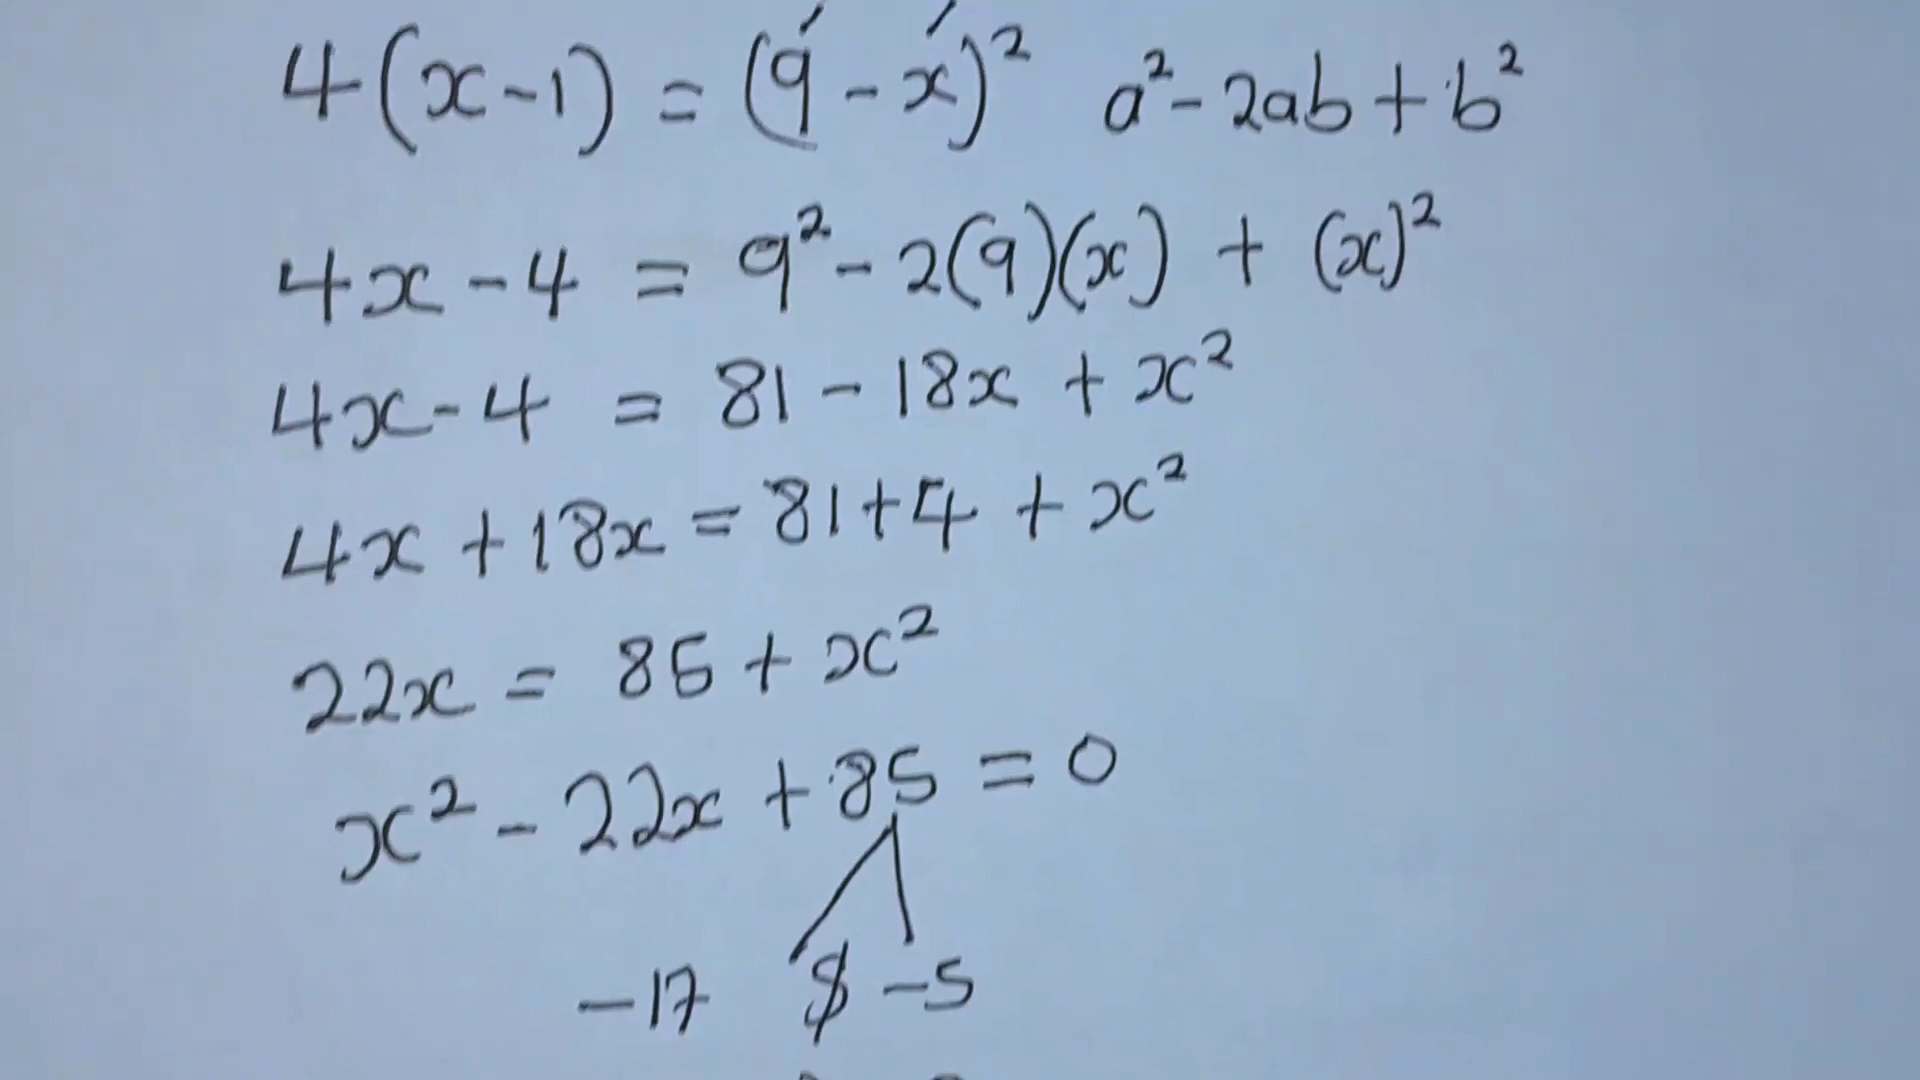 4(x-1) = (9-x)² a²-2ab+b²
4x-4 = 9²-2(9)(x) + (x)²
4x-4 = 81-18x + x²
4x+18x = 81+4+x²
22x = 85+x²
x²-22x+85 = 0
-17 $ -5